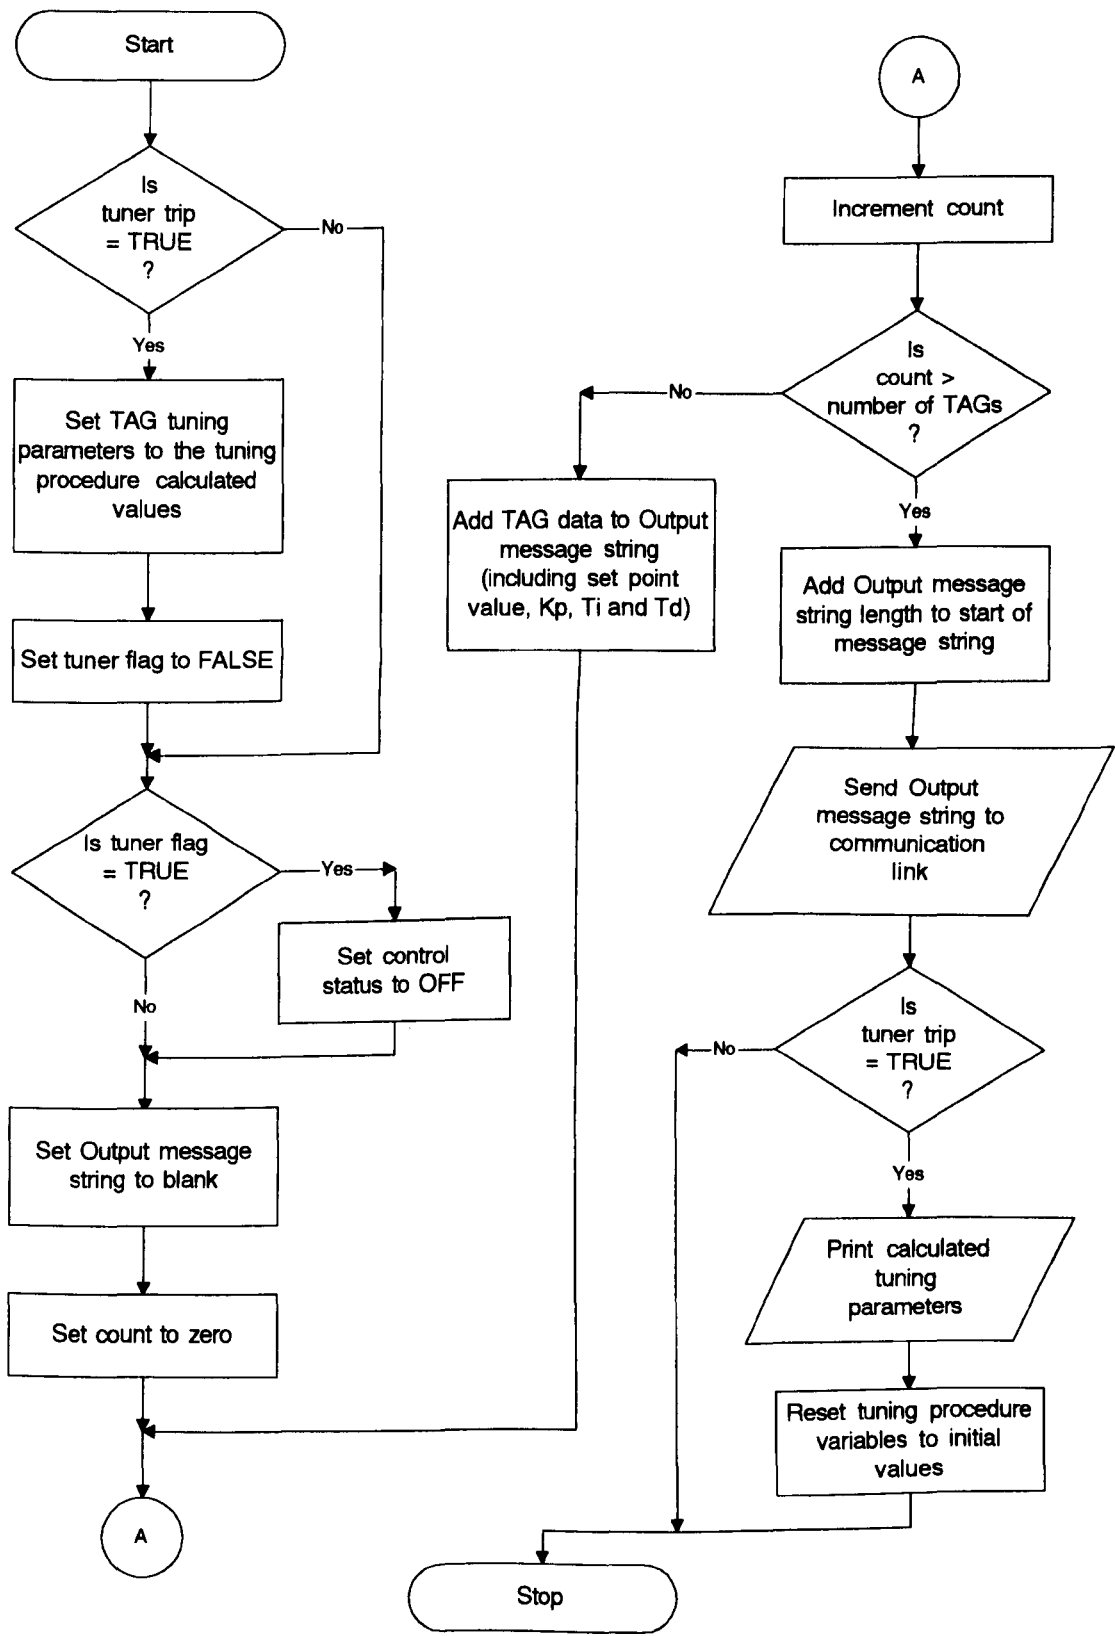 Start
Is
tuner trip
= TRUE
?
No
Yes
Set TAG tuning
parameters to the tuning
procedure calculated
values
Set tuner flag to FALSE
Is tuner flag
= TRUE
?
Yes
Set control
status to OFF
No
Set Output message
string to blank
Set count to zero
A
A
Increment count
Is
count >
number of TAGs
?
No
Add TAG data to Output
message string
(including set point
value, Kp, Ti and Td)
Yes
Add Output message
string length to start of
message string
Send Output
message string to
communication
link
Is
tuner trip
= TRUE
?
No
Yes
Print calculated
tuning
parameters
Reset tuning procedure
variables to initial
values
Stop